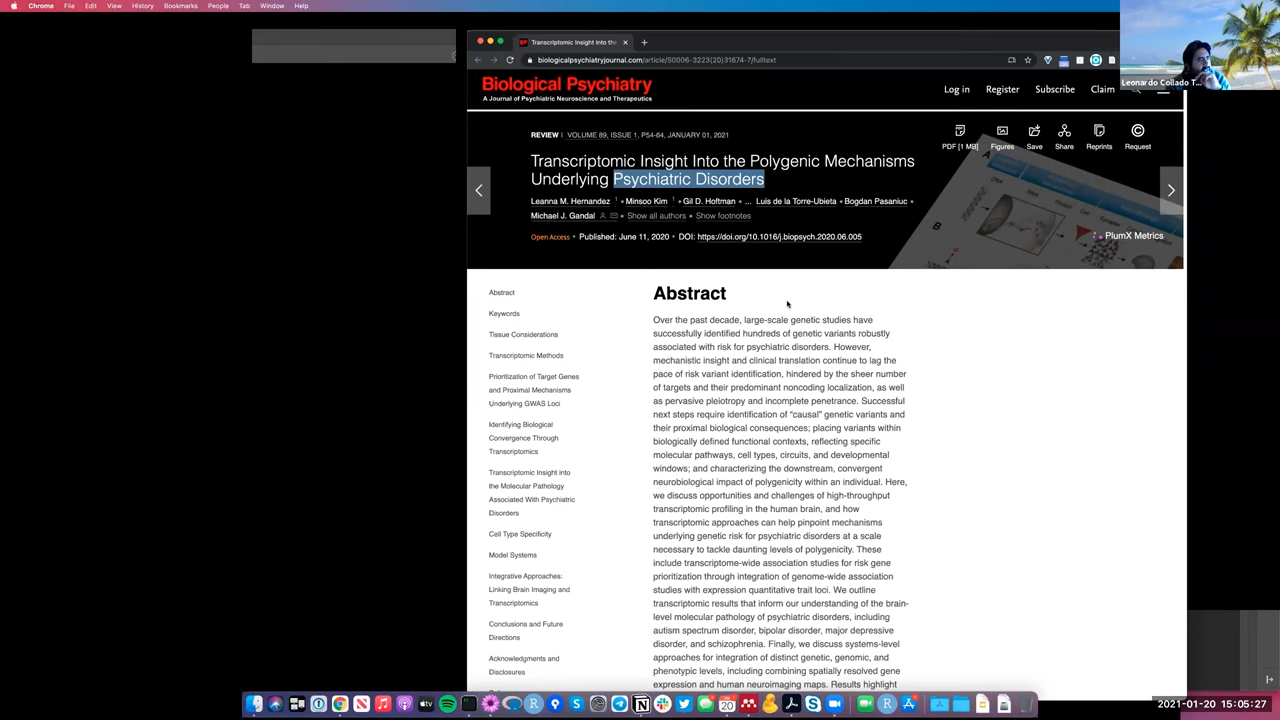 Chrome File Edit View History Bookmarks People Tab Window Help
Transcriptomic Insight Into the
biologicalpsychiatryjournal.com/article/S0006-3223(20)31674-7/fulltext
Leonardo Collado T...
Biological Psychiatry
A Journal of Psychiatric Neuroscience and Therapeutics
Log in Register Subscribe Claim
REVIEW | VOLUME 89, ISSUE 1, P54-64, JANUARY 01, 2021
PDF [1 MB] Figures Save Share Reprints Request
Transcriptomic Insight Into the Polygenic Mechanisms
Underlying Psychiatric Disorders
Leanna M. Hernandez 1 • Minsoo Kim 1 • Gil D. Hoftman • ... Luis de la Torre-Ubieta • Bogdan Pasaniuc •
Michael J. Gandal • Show all authors • Show footnotes
Open Access • Published: June 11, 2020 • DOI: https://doi.org/10.1016/j.biopsych.2020.06.005
PlumX Metrics
Abstract
Keywords
Tissue Considerations
Transcriptomic Methods
Prioritization of Target Genes
and Proximal Mechanisms
Underlying GWAS Loci
Identifying Biological
Convergence Through
Transcriptomics
Transcriptomic Insight into
the Molecular Pathology
Associated With Psychiatric
Disorders
Cell Type Specificity
Model Systems
Integrative Approaches:
Linking Brain Imaging and
Transcriptomics
Conclusions and Future
Directions
Acknowledgments and
Disclosures
Abstract
Over the past decade, large-scale genetic studies have
successfully identified hundreds of genetic variants robustly
associated with risk for psychiatric disorders. However,
mechanistic insight and clinical translation continue to lag the
pace of risk variant identification, hindered by the sheer number
of targets and their predominant noncoding localization, as well
as pervasive pleiotropy and incomplete penetrance. Successful
next steps require identification of “causal” genetic variants and
their proximal biological consequences; placing variants within
biologically defined functional contexts, reflecting specific
molecular pathways, cell types, circuits, and developmental
windows; and characterizing the downstream, convergent
neurobiological impact of polygenicity within an individual. Here,
we discuss opportunities and challenges of high-throughput
transcriptomic profiling in the human brain, and how
transcriptomic approaches can help pinpoint mechanisms
underlying genetic risk for psychiatric disorders at a scale
necessary to tackle daunting levels of polygenicity. These
include transcriptome-wide association studies for risk gene
prioritization through integration of genome-wide association
studies with expression quantitative trait loci. We outline
transcriptomic results that inform our understanding of the brain-
level molecular pathology of psychiatric disorders, including
autism spectrum disorder, bipolar disorder, major depressive
disorder, and schizophrenia. Finally, we discuss systems-level
approaches for integration of distinct genetic, genomic, and
phenotypic levels, including combining spatially resolved gene
expression and human neuroimaging maps. Results highlight
20
2021-01-20 15:05:27